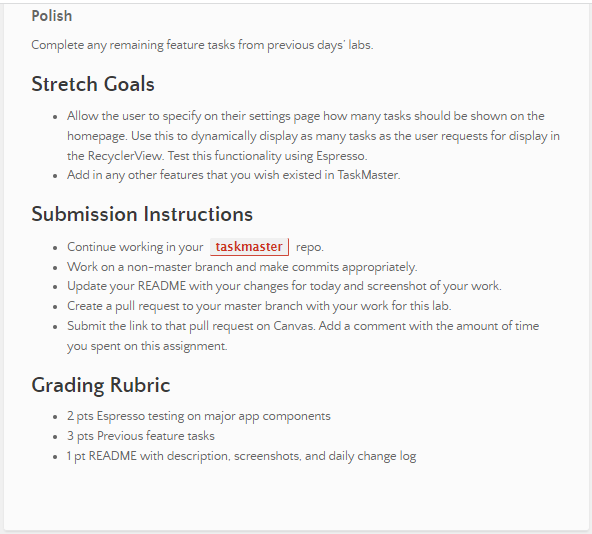 Polish
Complete any remaining feature tasks from previous days' labs.
Stretch Goals
• Allow the user to specify on their settings page how many tasks should be shown on the
homepage. Use this to dynamically display as many tasks as the user requests for display in
the RecyclerView. Test this functionality using Espresso.
• Add in any other features that you wish existed in TaskMaster.
Submission Instructions
• Continue working in your taskmaster repo.
• Work on a non-master branch and make commits appropriately.
• Update your README with your changes for today and screenshot of your work.
• Create a pull request to your master branch with your work for this lab.
• Submit the link to that pull request on Canvas. Add a comment with the amount of time
you spent on this assignment.
Grading Rubric
• 2 pts Espresso testing on major app components
• 3 pts Previous feature tasks
• 1 pt README with description, screenshots, and daily change log